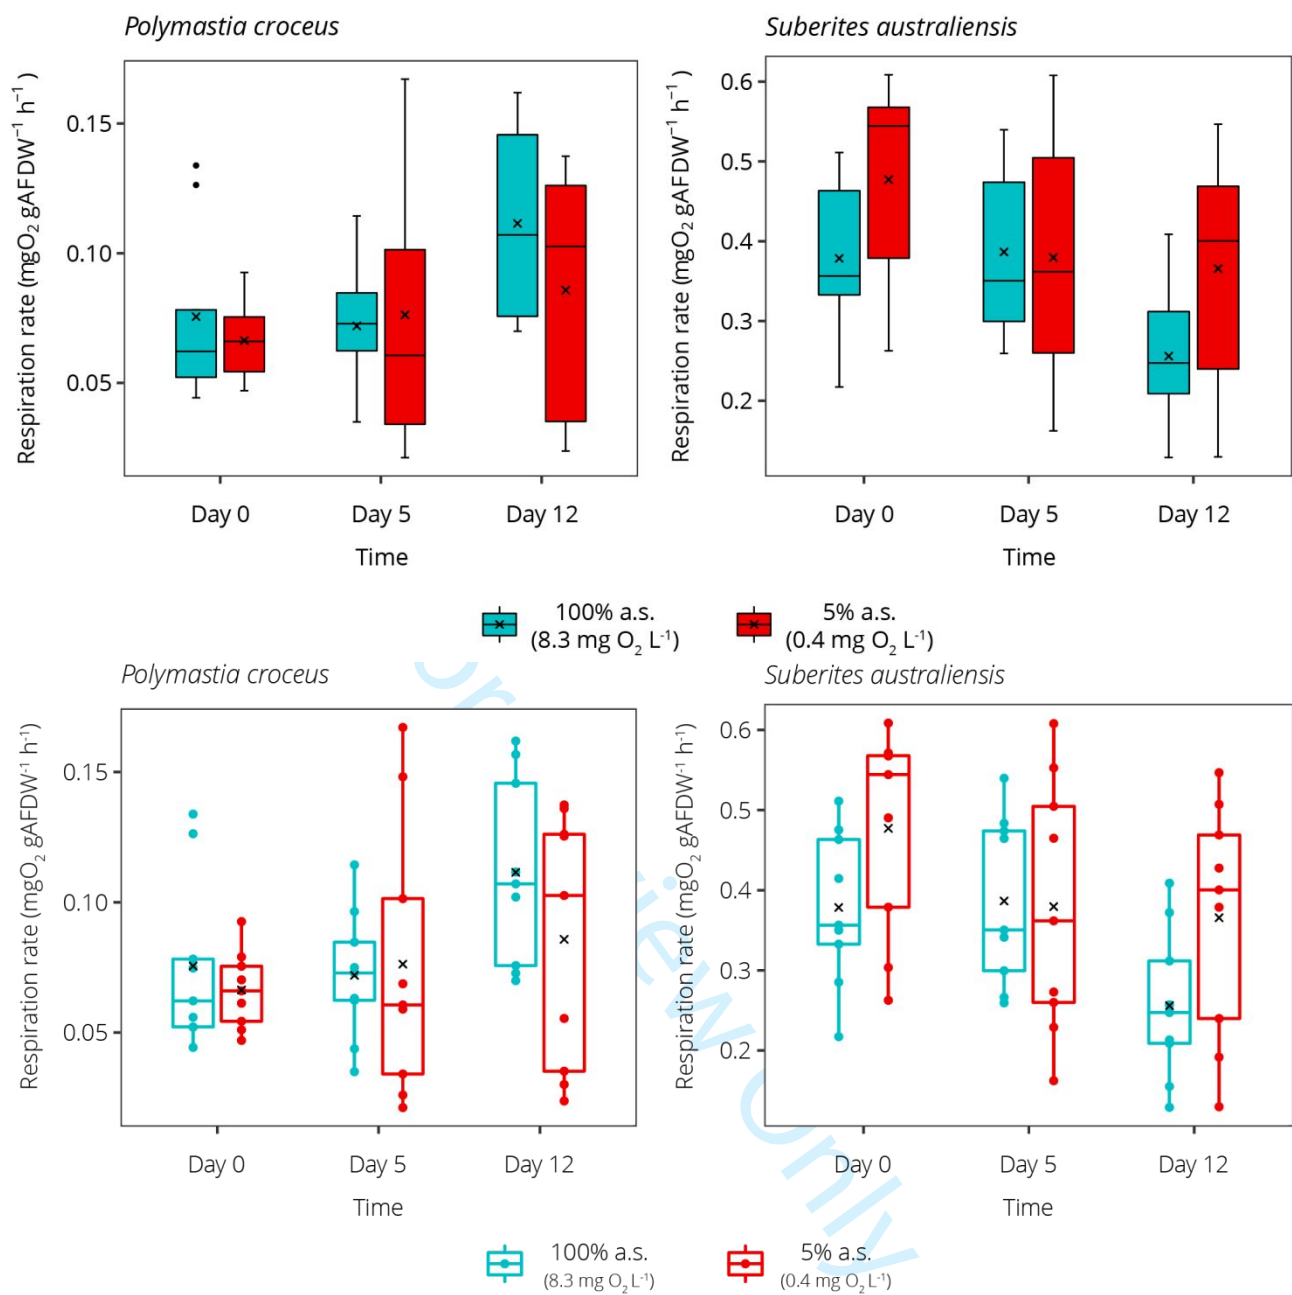 Polymastia croceus
Suberites australiensis
Respiration rate (mgO₂ gAFDW⁻¹ h⁻¹)
0.15
0.10
0.05
Day 0
Day 5
Day 12
Time
Respiration rate (mgO₂ gAFDW⁻¹ h⁻¹)
0.6
0.5
0.4
0.3
0.2
Day 0
Day 5
Day 12
Time
100% a.s.
(8.3 mg O₂ L⁻¹)
5% a.s.
(0.4 mg O₂ L⁻¹)
Polymastia croceus
Suberites australiensis
Respiration rate (mgO₂ gAFDW⁻¹ h⁻¹)
0.15
0.10
0.05
Day 0
Day 5
Day 12
Time
Respiration rate (mgO₂ gAFDW⁻¹ h⁻¹)
0.6
0.5
0.4
0.3
0.2
Day 0
Day 5
Day 12
Time
100% a.s.
(8.3 mg O₂ L⁻¹)
5% a.s.
(0.4 mg O₂ L⁻¹)
Only